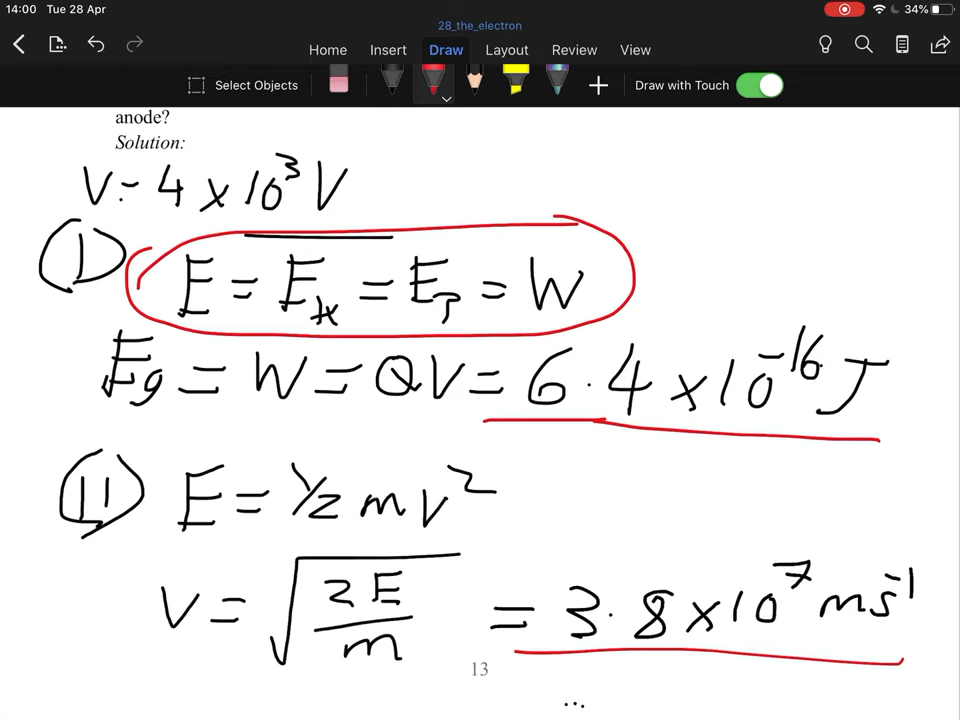 14:00 Tue 28 Apr 34%
28_the_electron
Home Insert Draw Layout Review View
Select Objects Draw with Touch
anode?
Solution:
V = 4 x 10³ V
(I) E = Eₖ = Eₚ = W
Eg = W = QV = 6.4 x 10⁻¹⁶ J
(II) E = ½ m v²
v = √(2E/m) = 3.8 x 10⁷ ms⁻¹
13
...